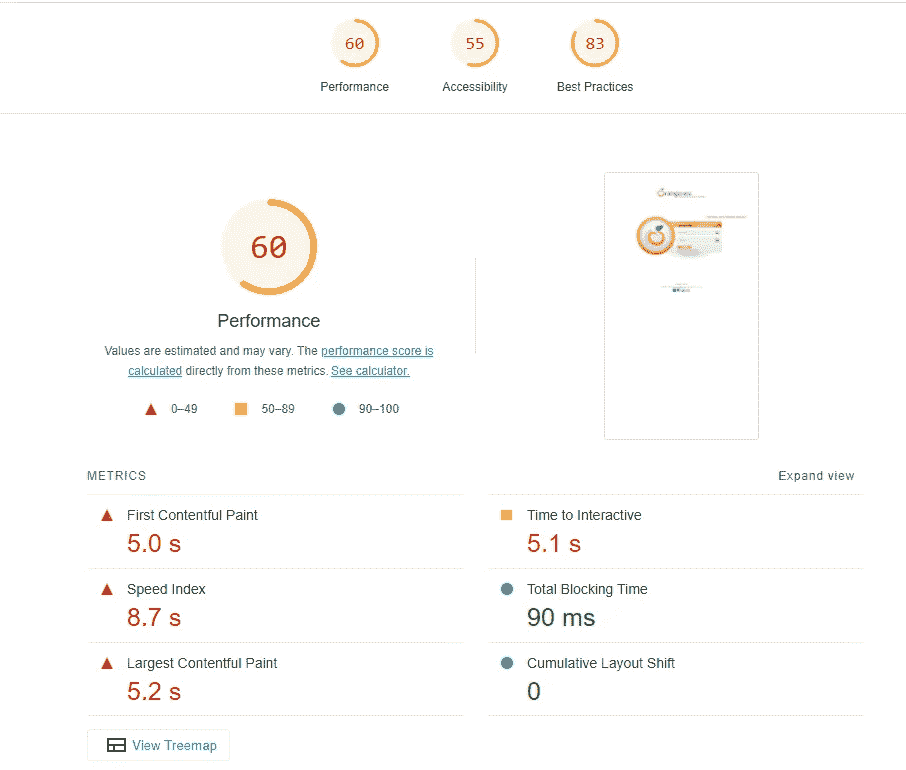 60
55
83
Performance
Accessibility
Best Practices
60
Performance
Values are estimated and may vary. The performance score is
calculated directly from these metrics. See calculator.
0–49
50–89
90–100
METRICS
Expand view
First Contentful Paint
5.0 s
Time to Interactive
5.1 s
Speed Index
8.7 s
Total Blocking Time
90 ms
Largest Contentful Paint
5.2 s
Cumulative Layout Shift
0
View Treemap